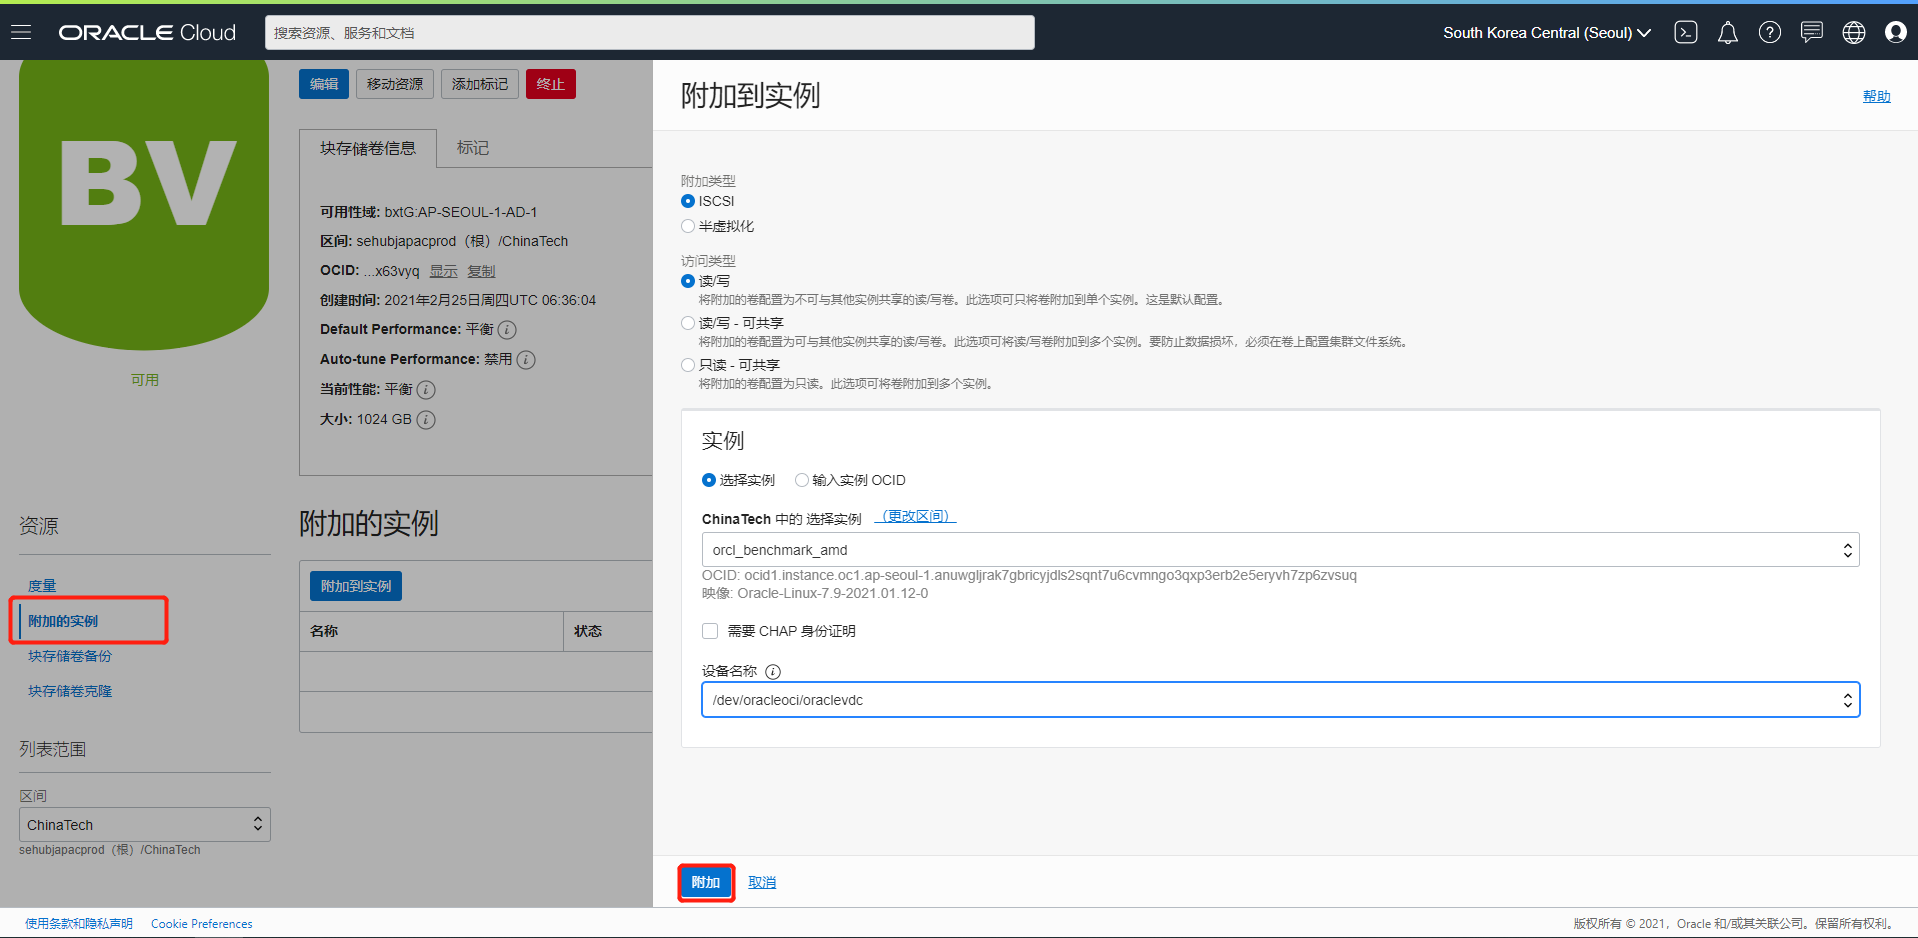 ORACLE Cloud
搜索资源、服务和文档
South Korea Central (Seoul)
BV
可用
编辑
移动资源
添加标记
终止
块存储卷信息
标记
可用性域: bxtG:AP-SEOUL-1-AD-1
区间: sehubjapacprod（根）/ChinaTech
OCID: ...x63vyq 显示 复制
创建时间: 2021年2月25日周四UTC 06:36:04
Default Performance: 平衡
Auto-tune Performance: 禁用
当前性能: 平衡
大小: 1024 GB
资源
度量
附加的实例
块存储卷备份
块存储卷克隆
列表范围
区间
ChinaTech
sehubjapacprod（根）/ChinaTech
附加的实例
附加到实例
名称
状态
附加到实例
帮助
附加类型
ISCSI
半虚拟化
访问类型
读/写
将附加的卷配置为不可与其他实例共享的读/写卷。此选项可只将卷附加到单个实例。这是默认配置。
读/写 - 可共享
将附加的卷配置为可与其他实例共享的读/写卷。此选项可将读/写卷附加到多个实例。要防止数据损坏，必须在卷上配置集群文件系统。
只读 - 可共享
将附加的卷配置为只读。此选项可将卷附加到多个实例。
实例
选择实例
输入实例 OCID
ChinaTech 中的 选择实例 （更改区间）
orcl_benchmark_amd
OCID: ocid1.instance.oc1.ap-seoul-1.anuwgljrak7gbricyjdls2sqnt7u6cvmngo3qxp3erb2e5eryvh7zp6zvsuq
映像: Oracle-Linux-7.9-2021.01.12-0
需要 CHAP 身份证明
设备名称
/dev/oracleoci/oraclevdc
附加
取消
使用条款和隐私声明
Cookie Preferences
版权所有 © 2021，Oracle 和/或其关联公司。保留所有权利。